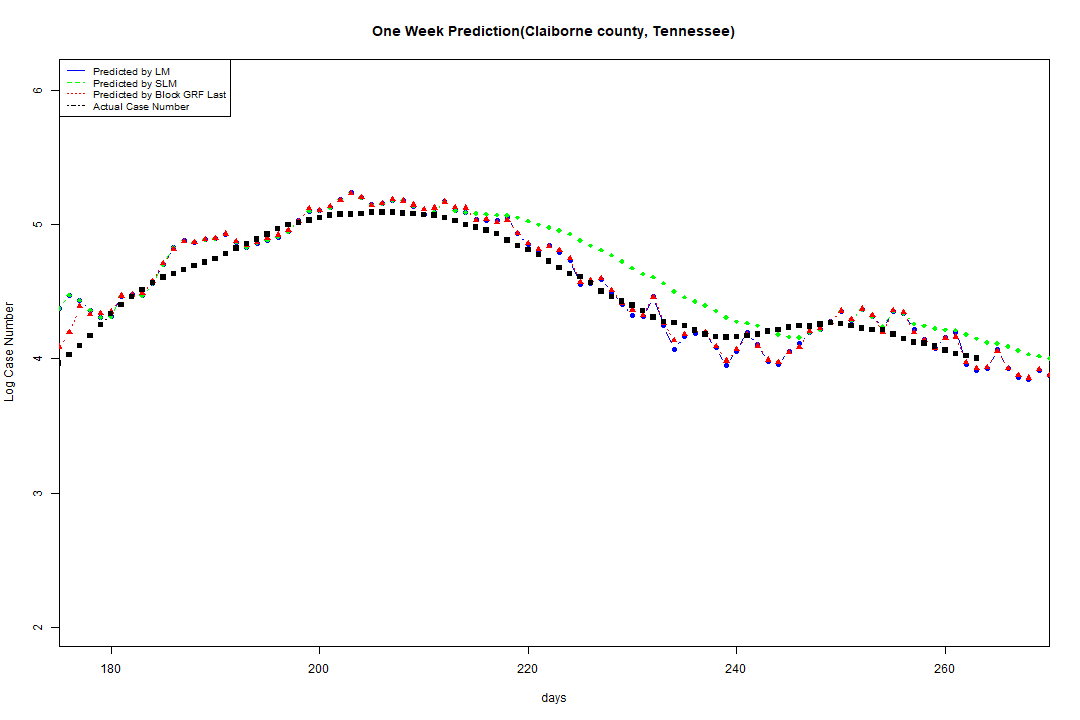 One Week Prediction(Claiborne county, Tennessee)
Predicted by LM
Predicted by SLM
Predicted by Block GRF Last
Actual Case Number
6
5
4
3
2
Log Case Number
180 200 220 240 260
days